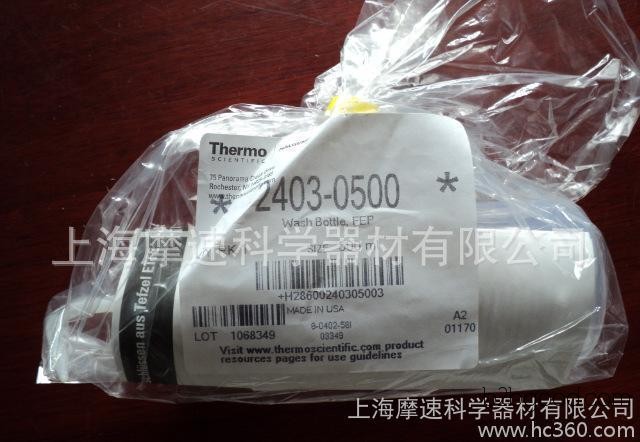 Thermo
SCIENTIFIC
75 Panorama Creek
Rochester, NY
* 2403-0500 *
Wash Bottle, FEP
上海摩速科学器材有限公司
+H28600240305003
MADE IN USA
LOT 1068349
8-0402-58I
03349
A2
01170
Visit www.thermoscientific.com product
resources pages for use guidelines
aus Tefzel
上海摩速科学器材有限公司
www.hc360.com